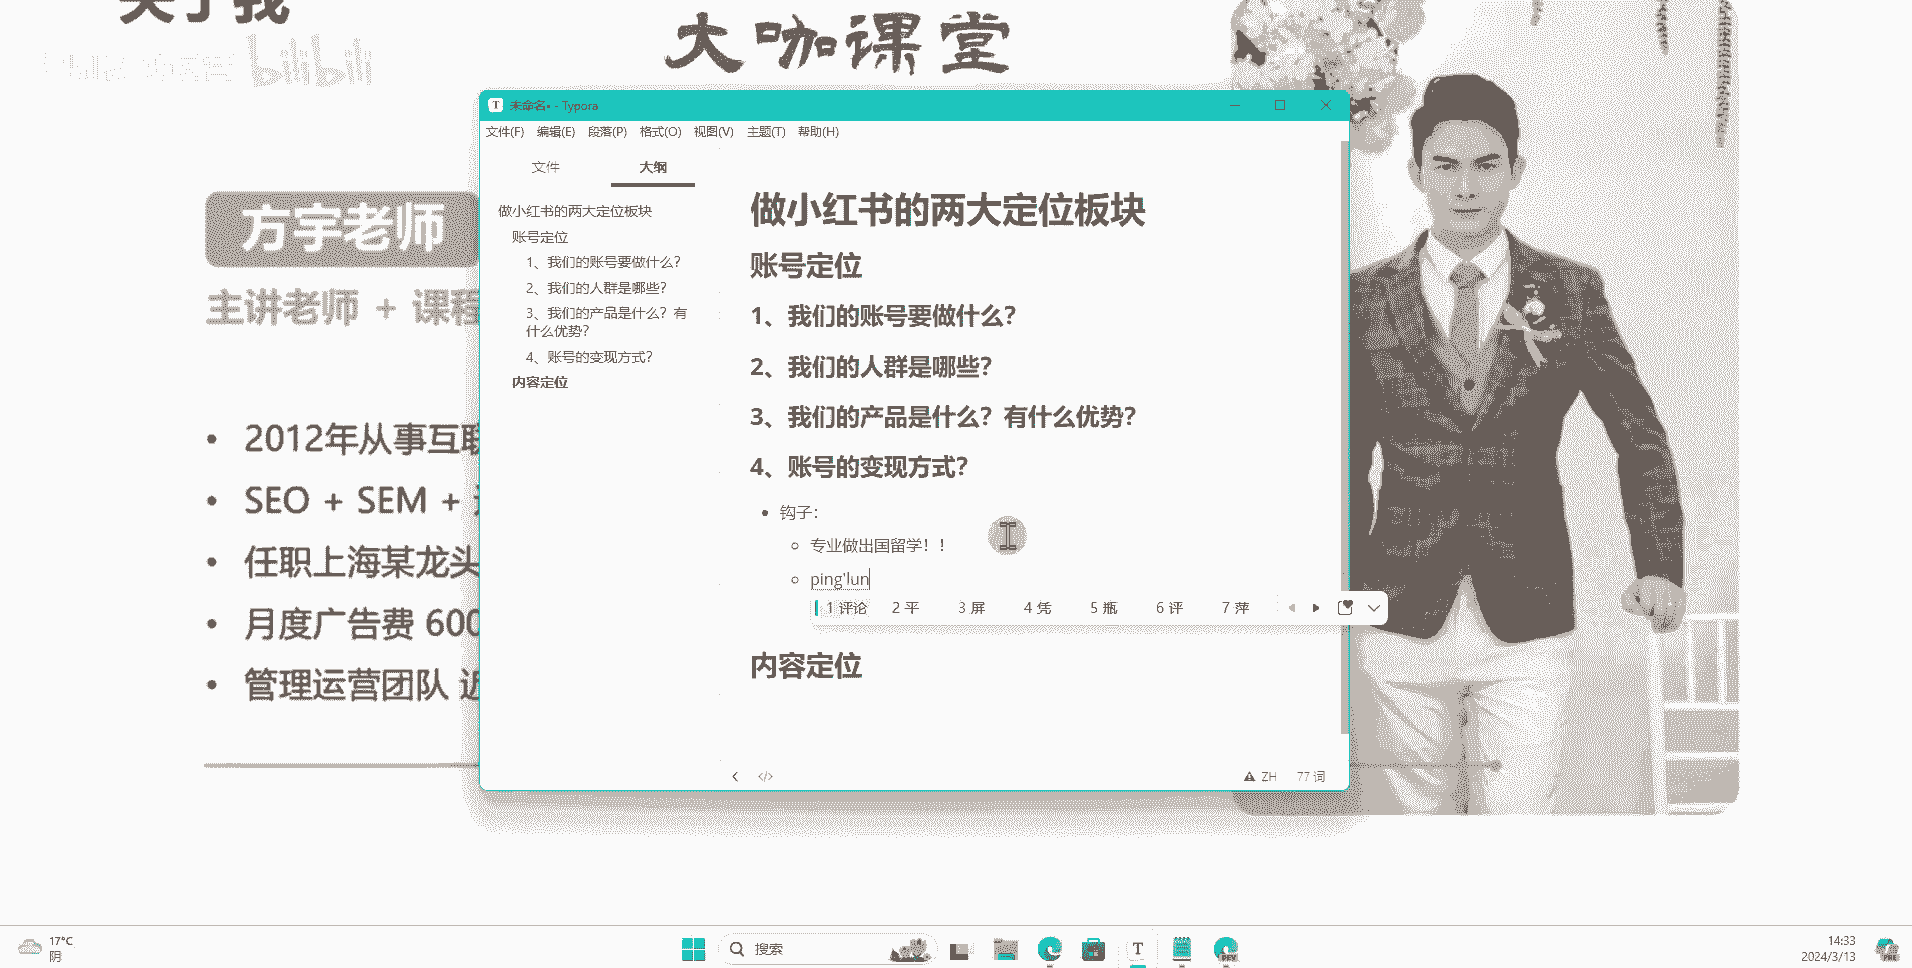 关于我
bilibili
大咖课堂
方宇老师
主讲老师 + 课程
2012年从事互联
SEO + SEM +
任职上海某龙头
月度广告费 600
管理运营团队 近
未命名• - Typora
文件(F) 编辑(E) 段落(P) 格式(O) 视图(V) 主题(T) 帮助(H)
文件 大纲
做小红书的两大定位板块
账号定位
1、我们的账号要做什么？
2、我们的人群是哪些？
3、我们的产品是什么？有
什么优势？
4、账号的变现方式？
内容定位
做小红书的两大定位板块
账号定位
1、我们的账号要做什么？
2、我们的人群是哪些？
3、我们的产品是什么？有什么优势？
4、账号的变现方式？
钩子：
专业做出国留学！！
ping'lun
1 评论 2 平 3 屏 4 凭 5 瓶 6 评 7 萍
内容定位
ZH 77 词
17°C
阴
搜索
14:33
2024/3/13